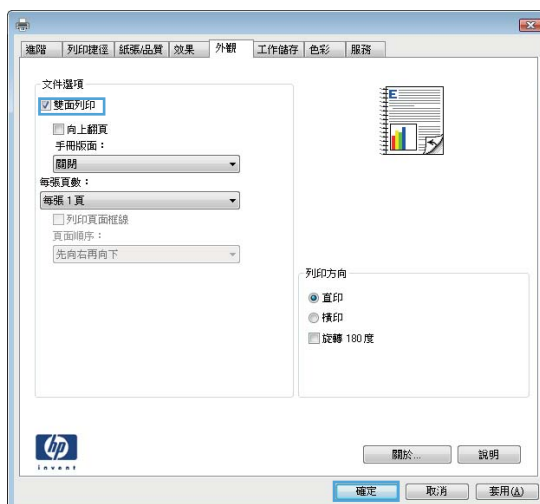 進階 列印捷徑 紙張/品質 效果 外觀 工作儲存 色彩 服務
文件選項
雙面列印
向上翻頁
手冊版面：
關閉
每張頁數：
每張 1 頁
列印頁面框線
頁面順序：
先向右再向下
E
列印方向
直印
橫印
旋轉 180 度
hp
invent
關於... 說明
確定 取消 套用(A)